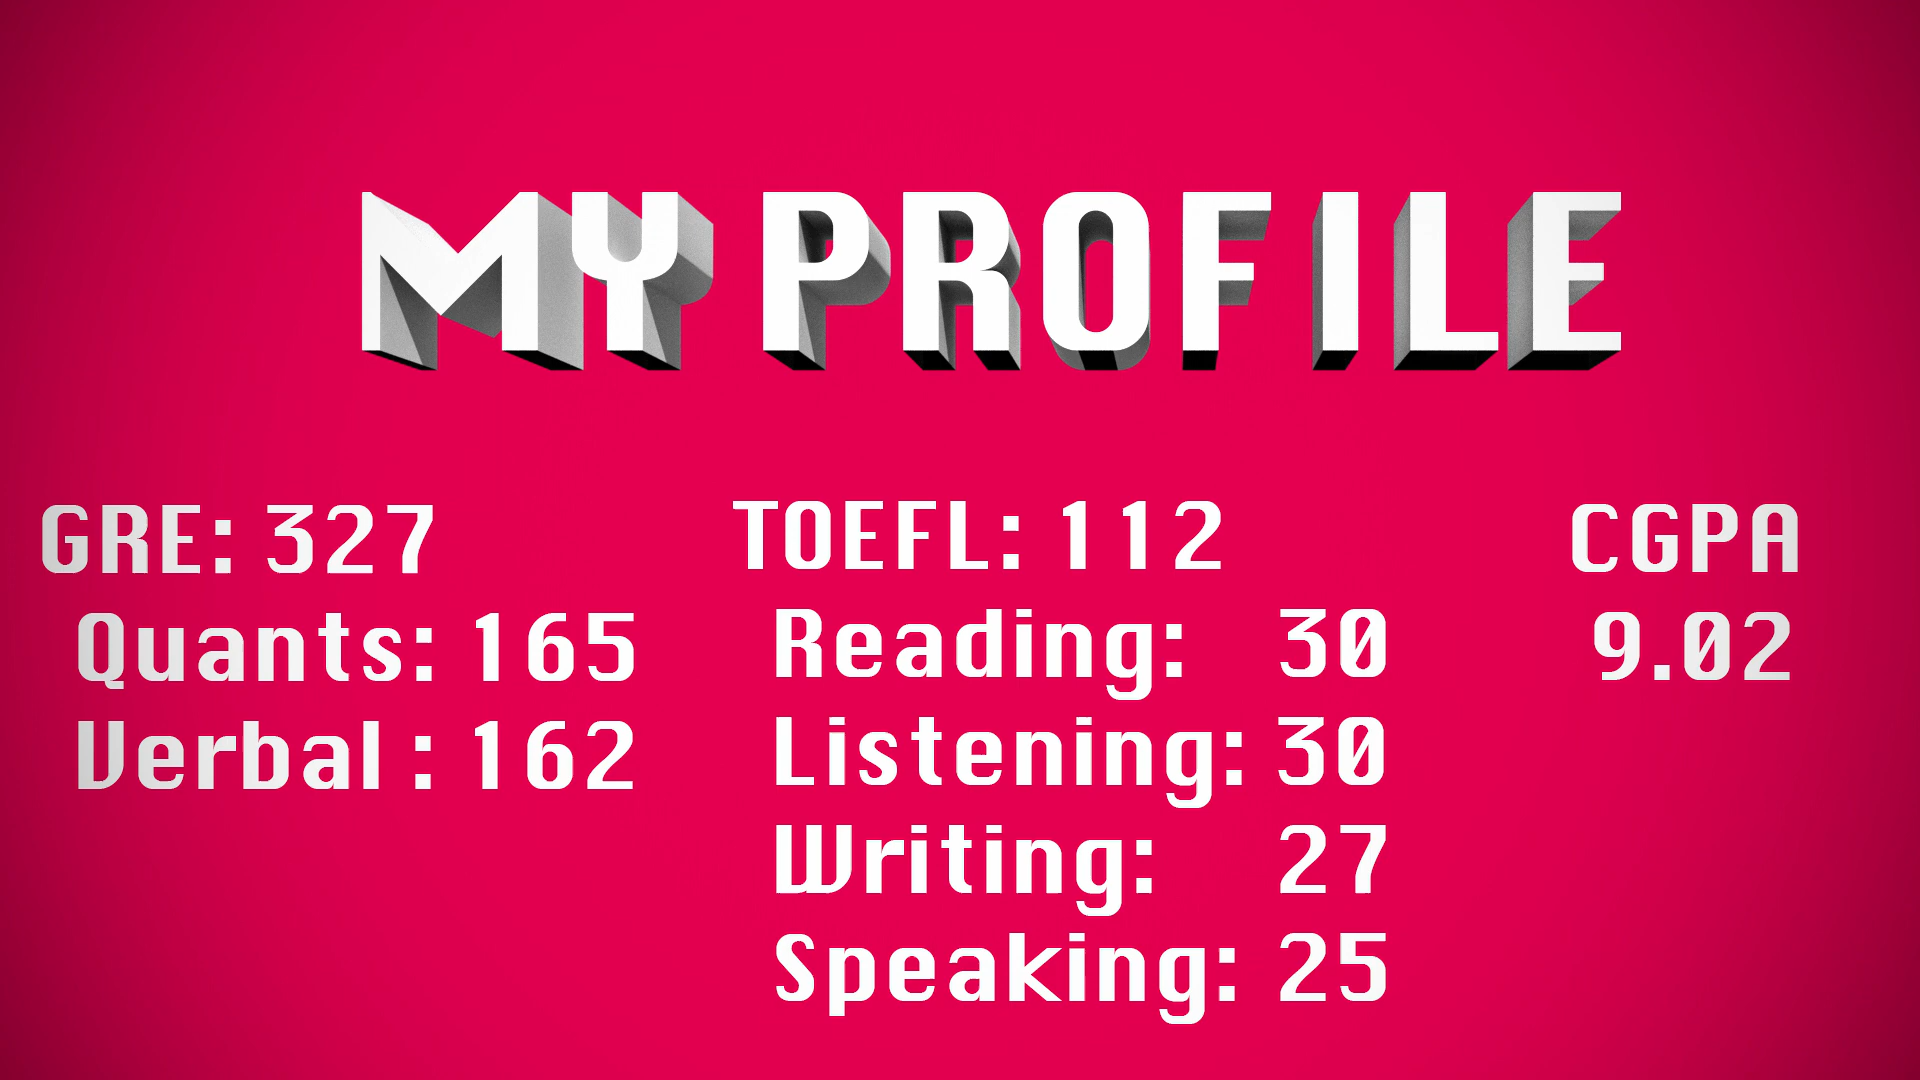 MY PROFILE
GRE: 327
Quants: 165
Verbal : 162
TOEFL: 112
Reading: 30
Listening: 30
Writing: 27
Speaking: 25
CGPA
9.02